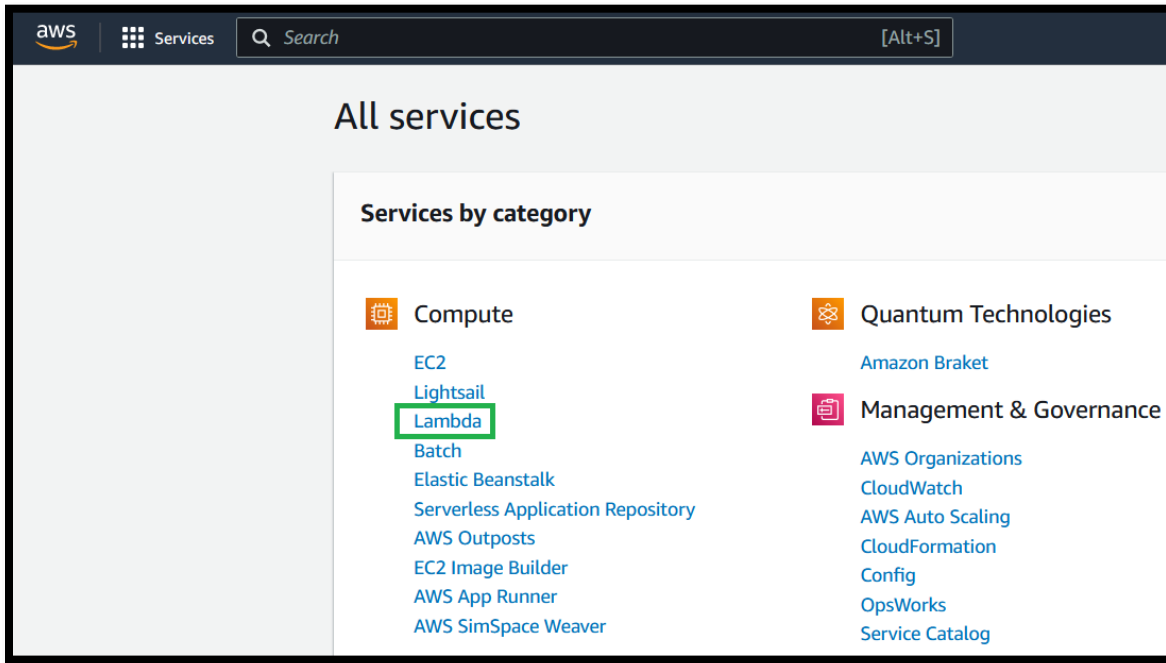 aws
Services
Search
[Alt+S]
All services
Services by category
Compute
EC2
Lightsail
Lambda
Batch
Elastic Beanstalk
Serverless Application Repository
AWS Outposts
EC2 Image Builder
AWS App Runner
AWS SimSpace Weaver
Quantum Technologies
Amazon Braket
Management & Governance
AWS Organizations
CloudWatch
AWS Auto Scaling
CloudFormation
Config
OpsWorks
Service Catalog